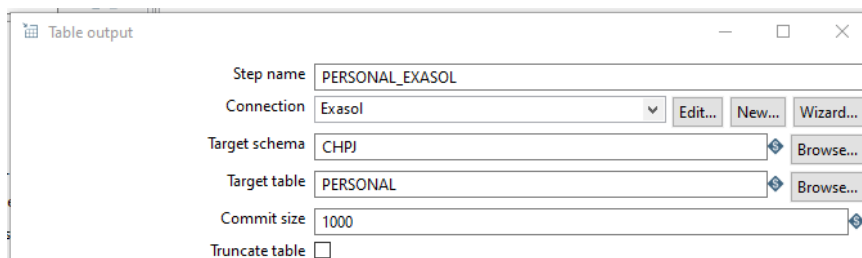 Table output
Step name PERSONAL_EXASOL
Connection Exasol Edit... New... Wizard...
Target schema CHPJ Browse...
Target table PERSONAL Browse...
Commit size 1000
Truncate table